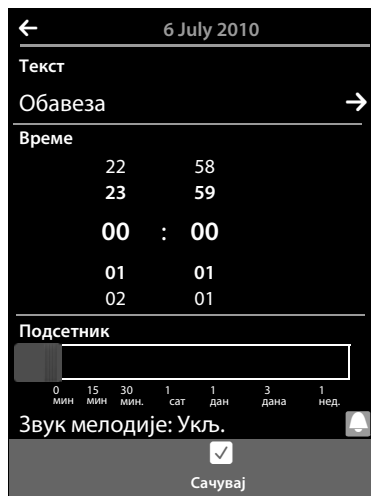 6 July 2010
Текст
Обавеза
Време
22 58
23 59
00 : 00
01 01
02 01
Подсетник
0 15 30 1 1 3 1
мин мин мин. сат дан дана нед.
Звук мелодије: Укљ.
Сачувај